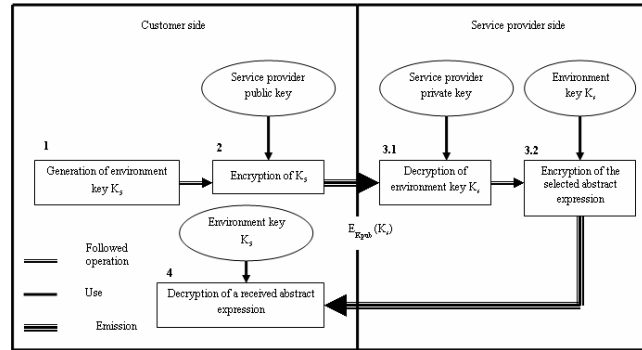 Customer side
Service provider side
Service provider
public key
Service provider
private key
Environment
key Ks
1
2
3.1
3.2
Generation of environment
key Ks
Encryption of Ks
Decryption of
environment key Ks
Encryption of the
selected abstract
expression
Environment key
Ks
EKpub (Ks)
Followed
operation
Use
Emission
4
Decryption of a received abstract
expression